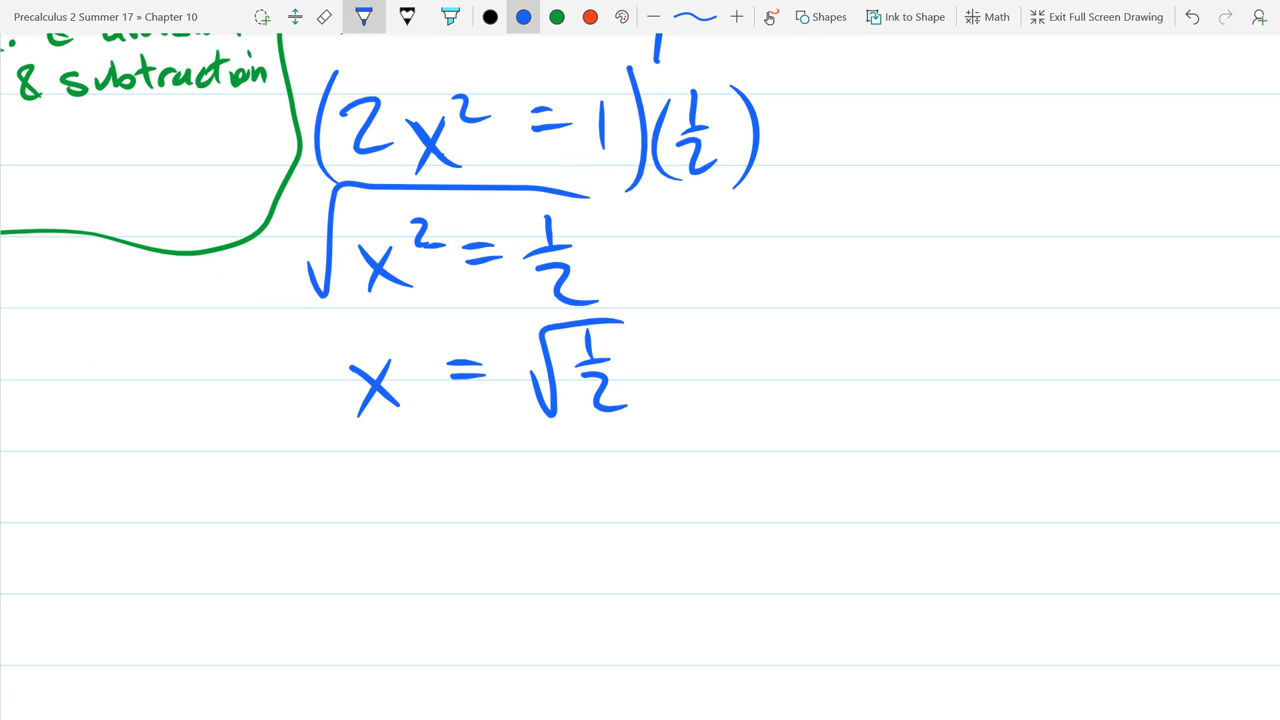 Precalculus 2 Summer 17 » Chapter 10
Shapes
Ink to Shape
Math
Exit Full Screen Drawing
& subtraction
(2x² = 1)(1/2)
√x² = 1/2
x = √(1/2)